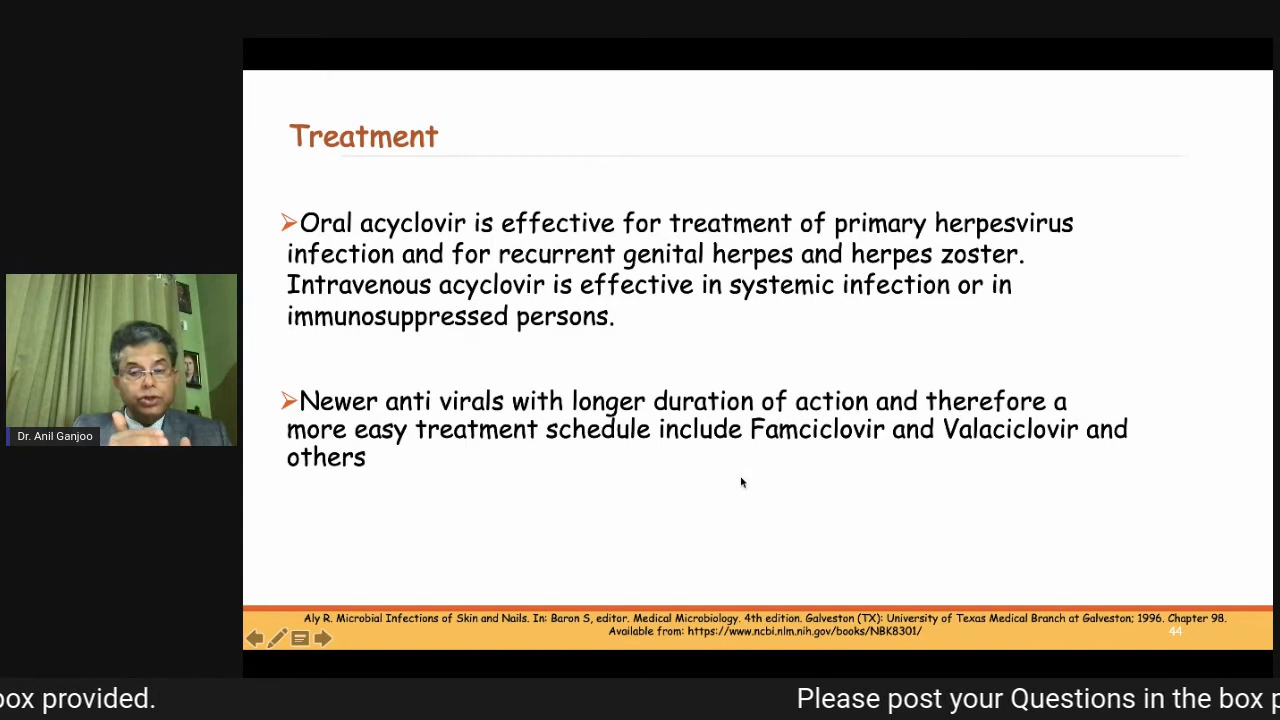 Treatment
➢Oral acyclovir is effective for treatment of primary herpesvirus
infection and for recurrent genital herpes and herpes zoster.
Intravenous acyclovir is effective in systemic infection or in
immunosuppressed persons.
➢Newer anti virals with longer duration of action and therefore a
more easy treatment schedule include Famciclovir and Valaciclovir and
others
Dr. Anil Ganjoo
Aly R. Microbial Infections of Skin and Nails. In: Baron S, editor. Medical Microbiology. 4th edition. Galveston (TX): University of Texas Medical Branch at Galveston; 1996. Chapter 98.
Available from: https://www.ncbi.nlm.nih.gov/books/NBK8301/
44
box provided.
Please post your Questions in the box p